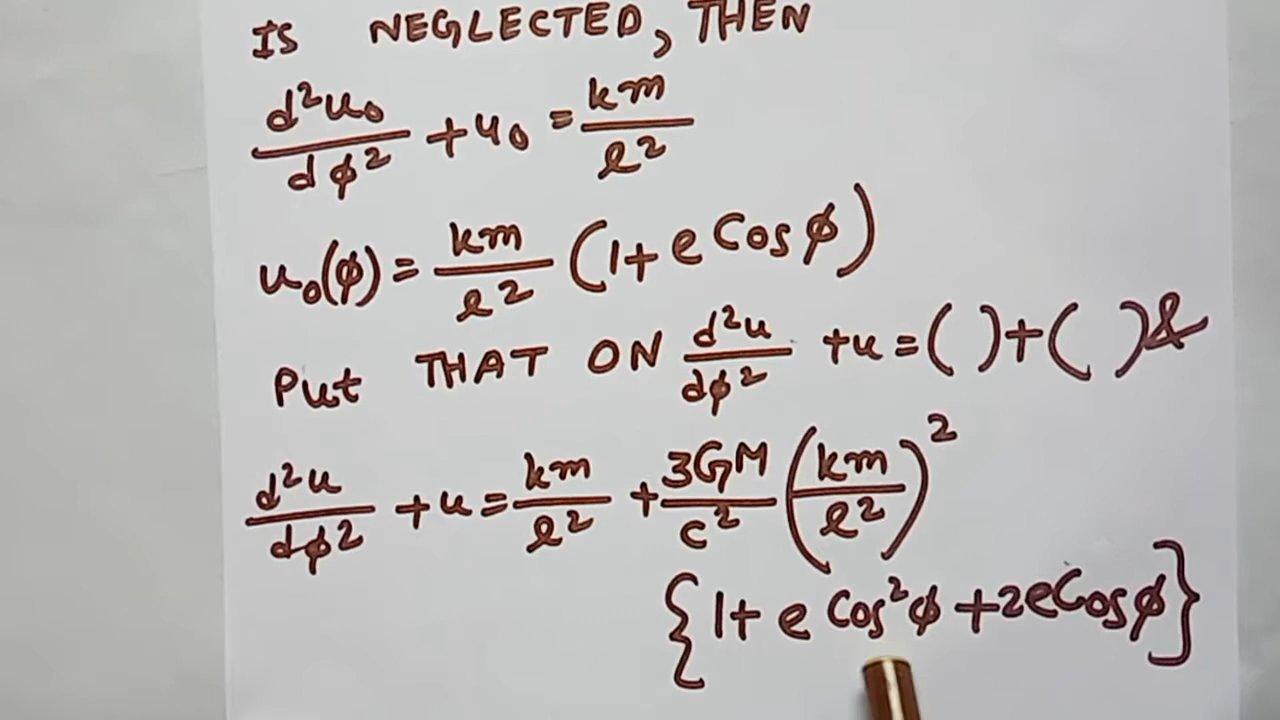 IS NEGLECTED, THEN
d²u₀/dϕ² + u₀ = km/l²
u₀(ϕ) = km/l² (1 + e Cos ϕ)
Put THAT ON d²u/dϕ² + u = ( ) + ( ) &
d²u/dϕ² + u = km/l² + 3GM/c² (km/l²)²
{1 + e Cos²ϕ + 2e Cos ϕ}